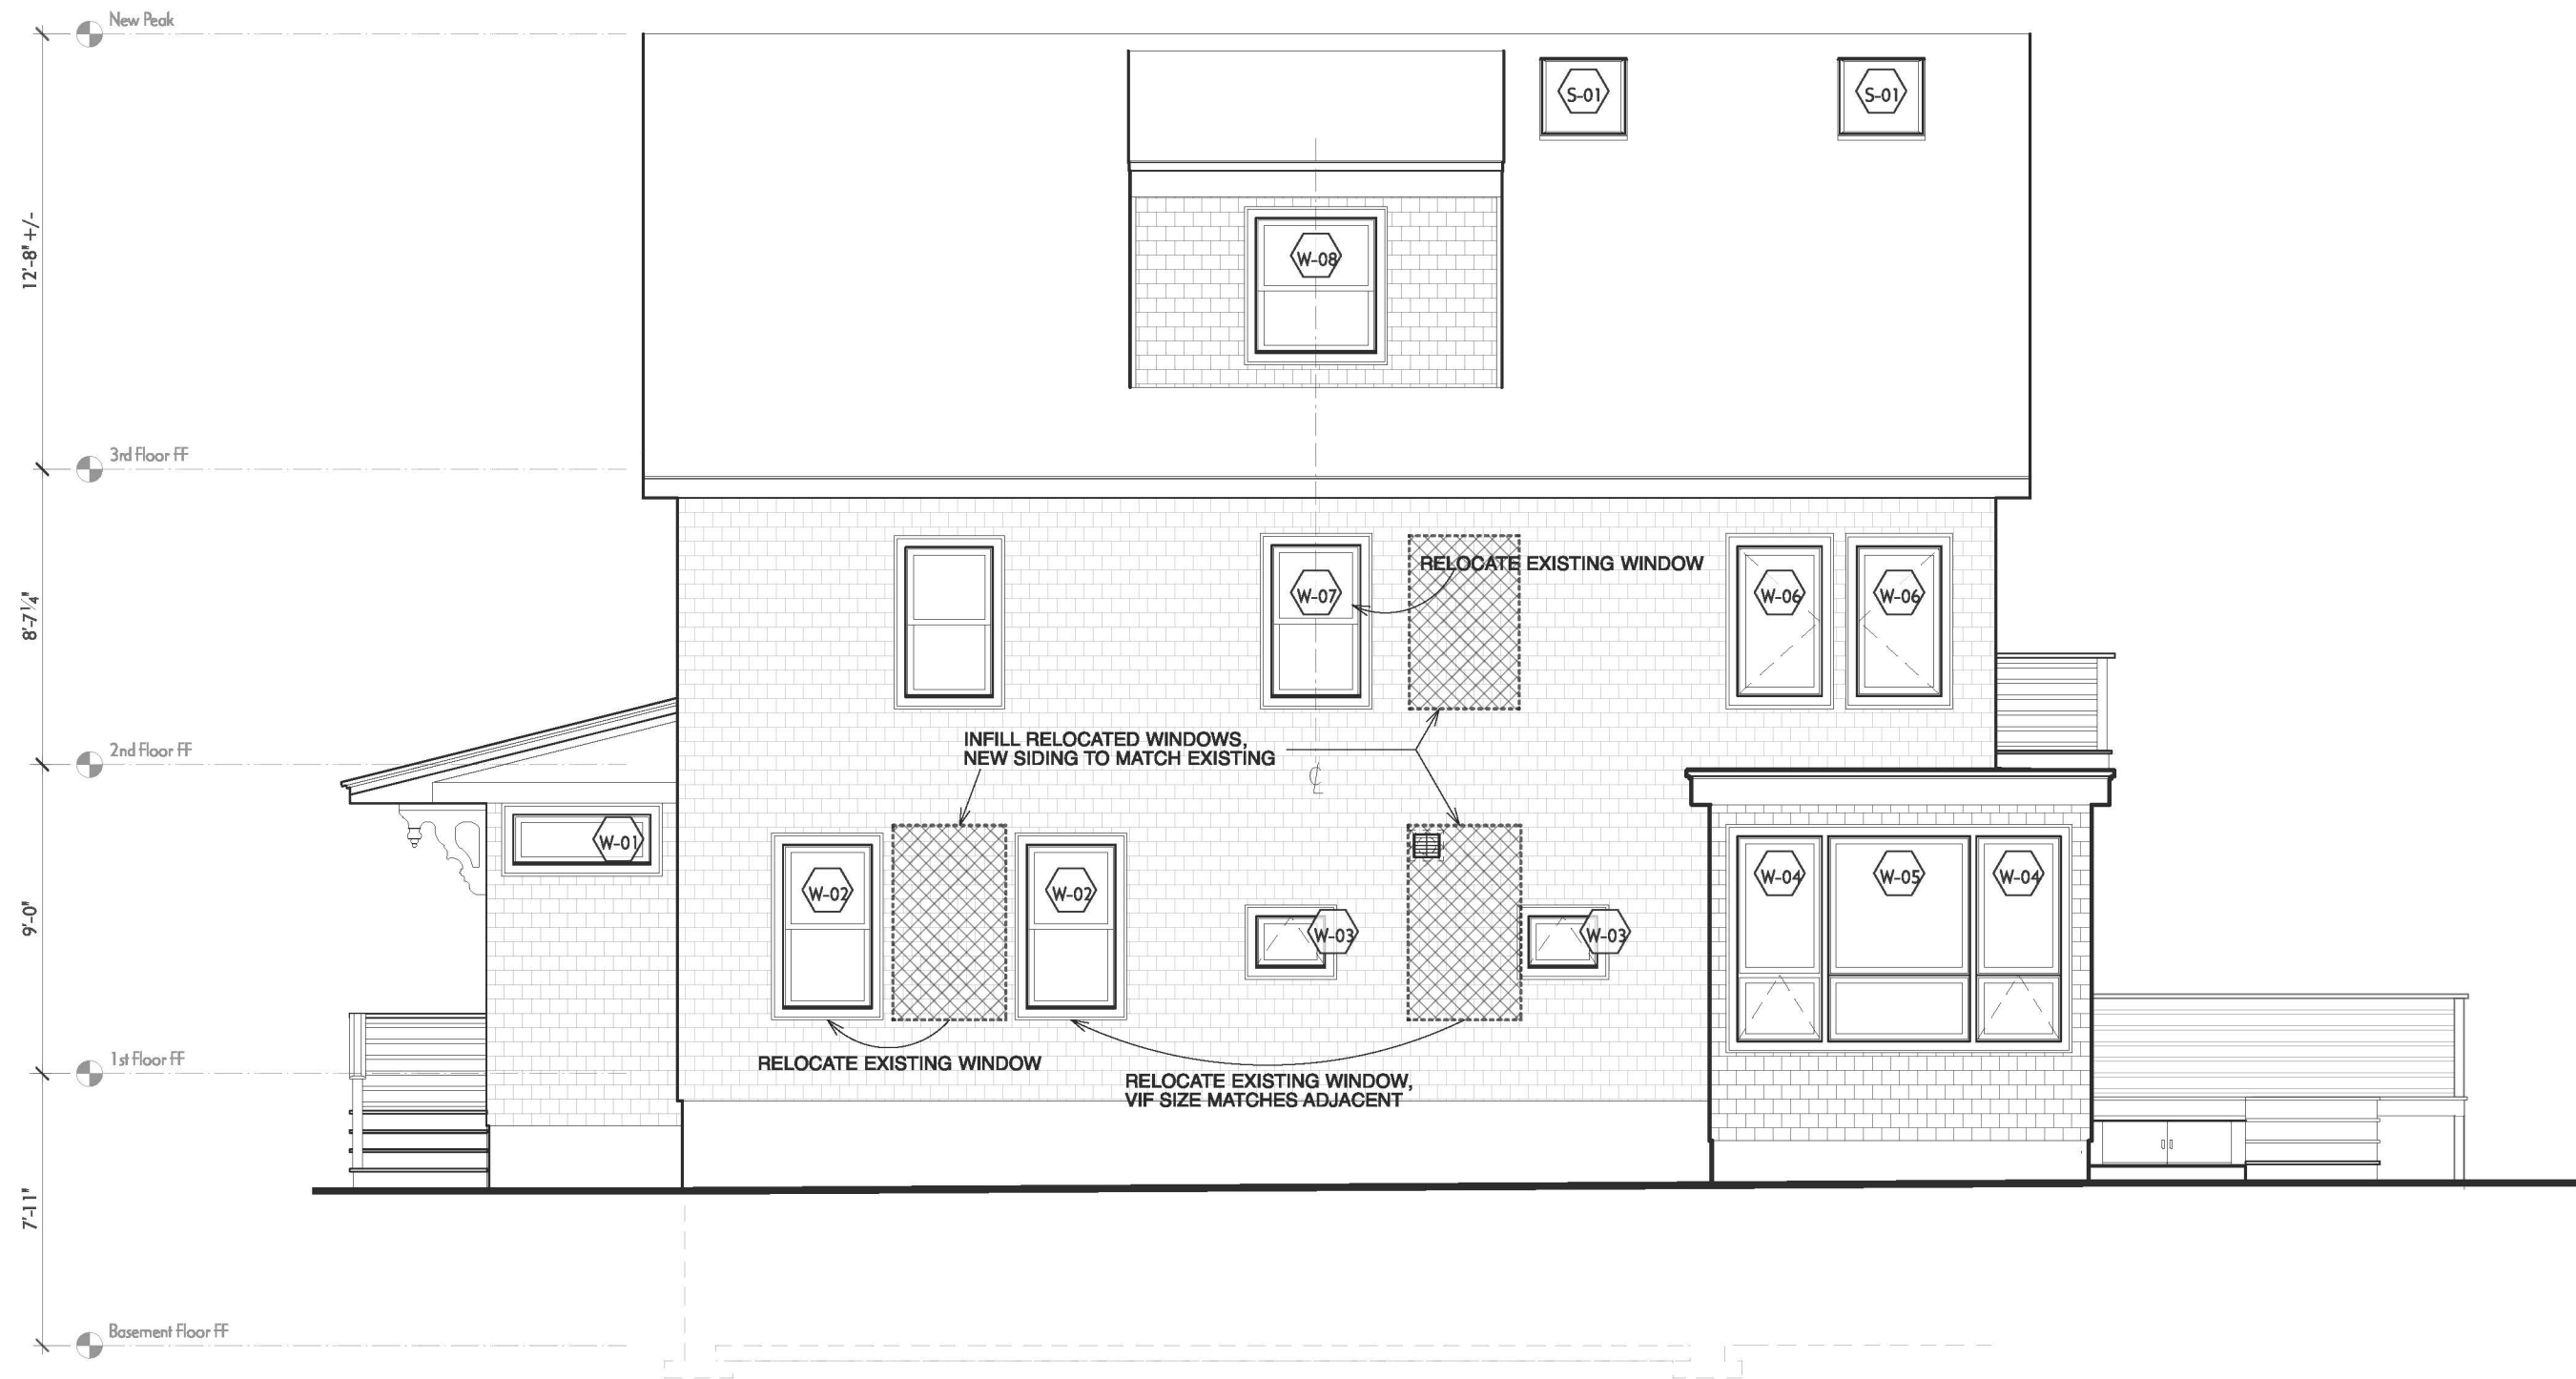 New Peak
S-01
S-01
12'-8" +/-
W-08
3rd Floor FF
RELOCATE EXISTING WINDOW
8'-7¼"
W-07
W-06
W-06
2nd Floor FF
INFILL RELOCATED WINDOWS,
NEW SIDING TO MATCH EXISTING
℄
W-01
W-02
W-02
W-04
W-05
W-04
9'-0"
W-03
W-03
1st Floor FF
RELOCATE EXISTING WINDOW
RELOCATE EXISTING WINDOW,
VIF SIZE MATCHES ADJACENT
7'-11"
Basement Floor FF